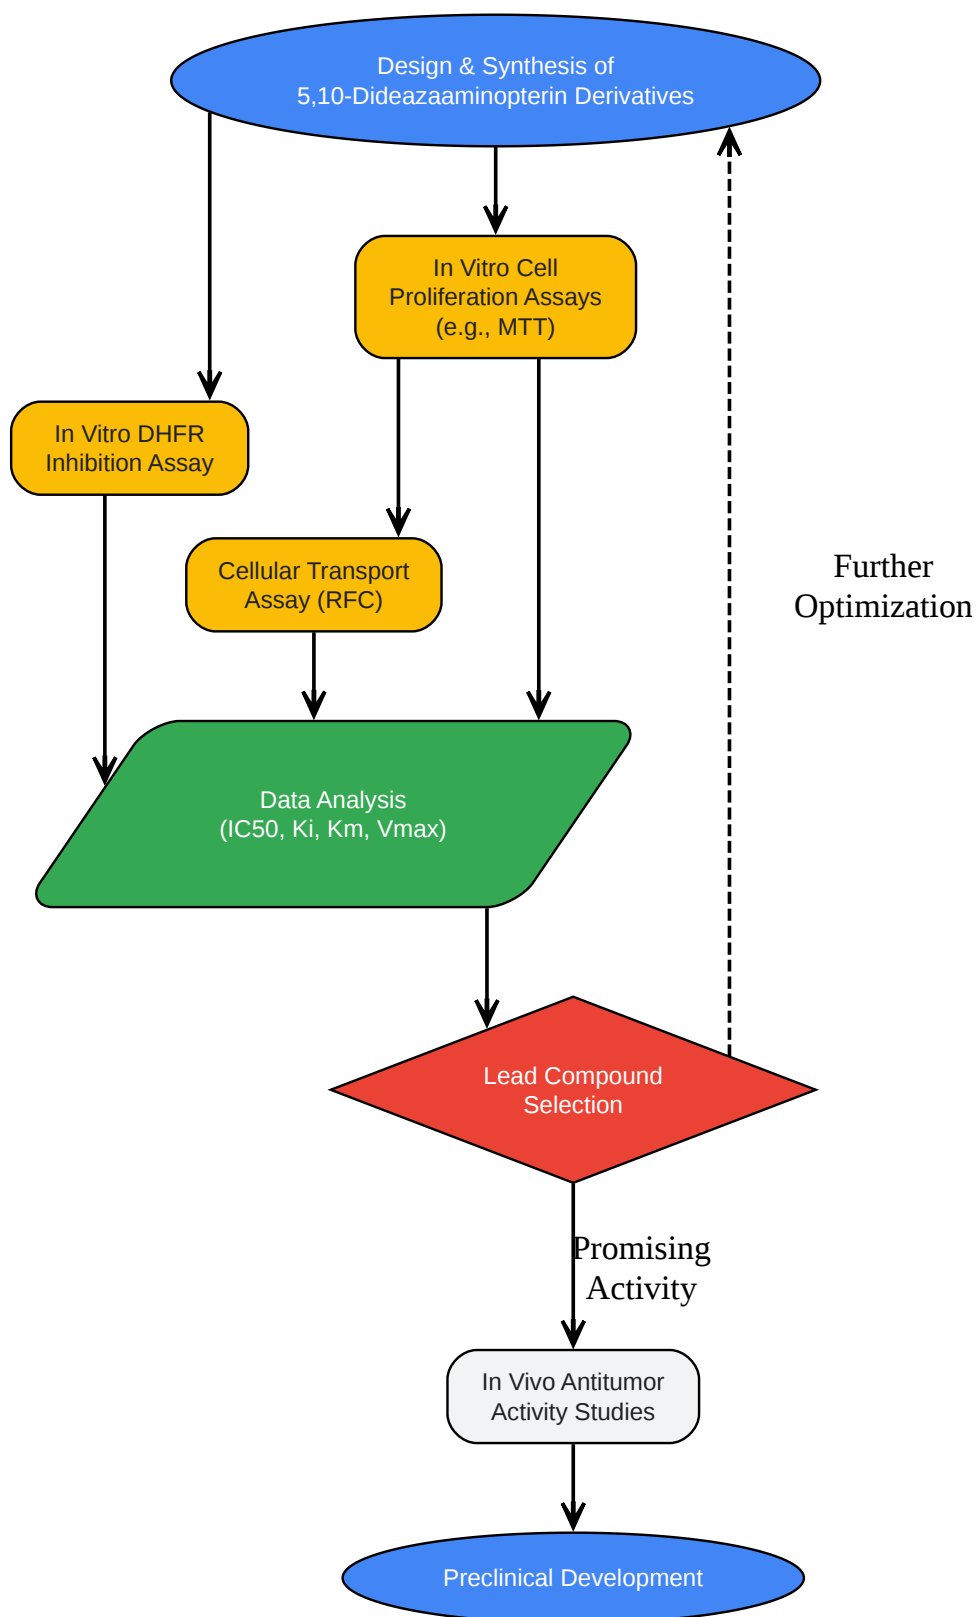 Design & Synthesis of
5,10-Dideazaaminopterin Derivatives
In Vitro Cell
Proliferation Assays
(e.g., MTT)
In Vitro DHFR
Inhibition Assay
Cellular Transport
Assay (RFC)
Further
Optimization
Data Analysis
(IC50, Ki, Km, Vmax)
Lead Compound
Selection
Promising
Activity
In Vivo Antitumor
Activity Studies
Preclinical Development